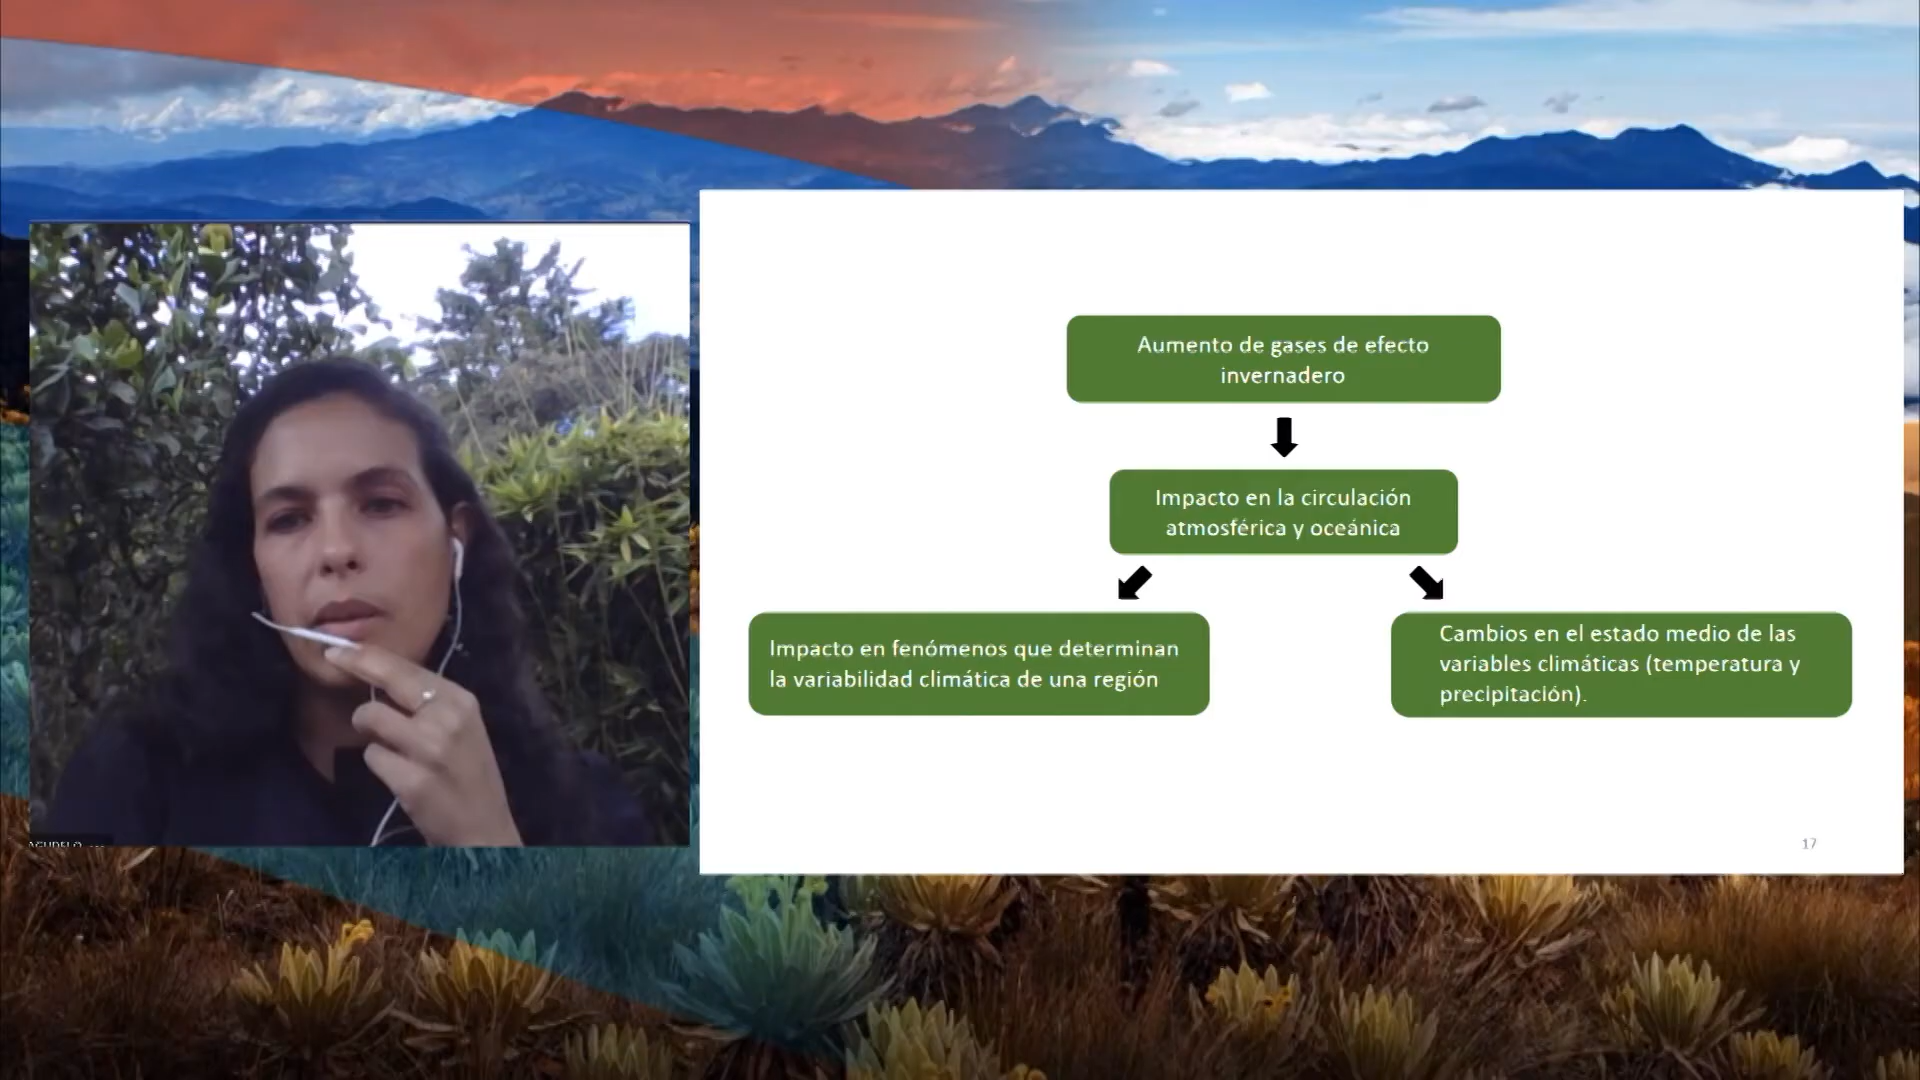 Aumento de gases de efecto
invernadero
Impacto en la circulación
atmosférica y oceánica
Impacto en fenómenos que determinan
la variabilidad climática de una región
Cambios en el estado medio de las
variables climáticas (temperatura y
precipitación).
17